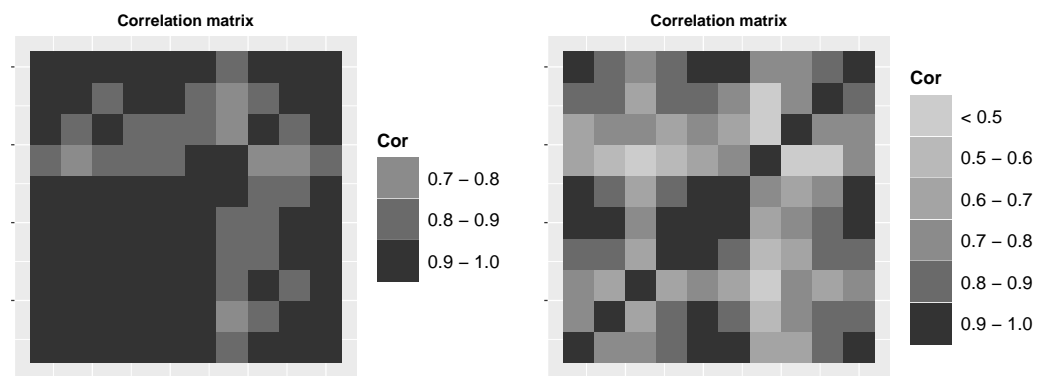 Correlation matrix
Cor
0.7 – 0.8
0.8 – 0.9
0.9 – 1.0
Correlation matrix
Cor
< 0.5
0.5 – 0.6
0.6 – 0.7
0.7 – 0.8
0.8 – 0.9
0.9 – 1.0